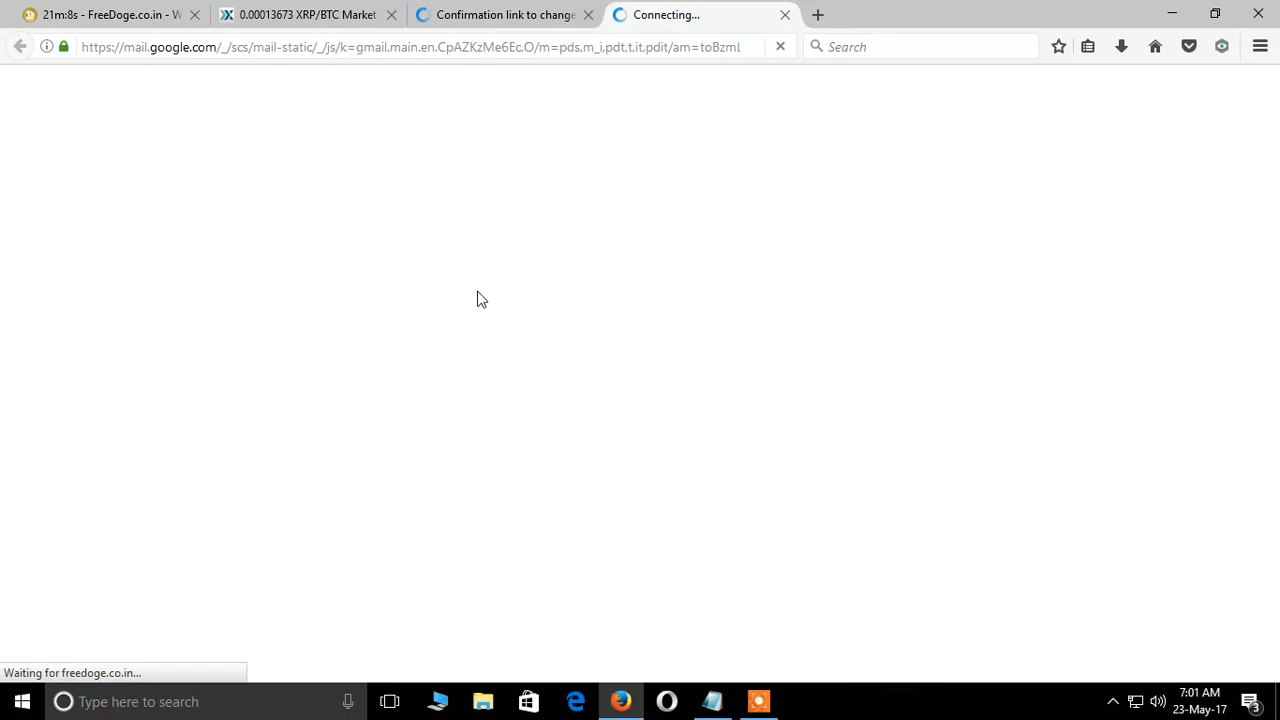 21m:8s - FreeDoge.co.in - W
0.00013673 XRP/BTC Market
Confirmation link to change
Connecting...
https://mail.google.com/_/scs/mail-static/_/js/k=gmail.main.en.CpAZKzMe6Ec.O/m=pds,m_i,pdt,t,it,pdit/am=toBzml
Search
Waiting for freedoge.co.in...
Type here to search
7:01 AM
23-May-17
3